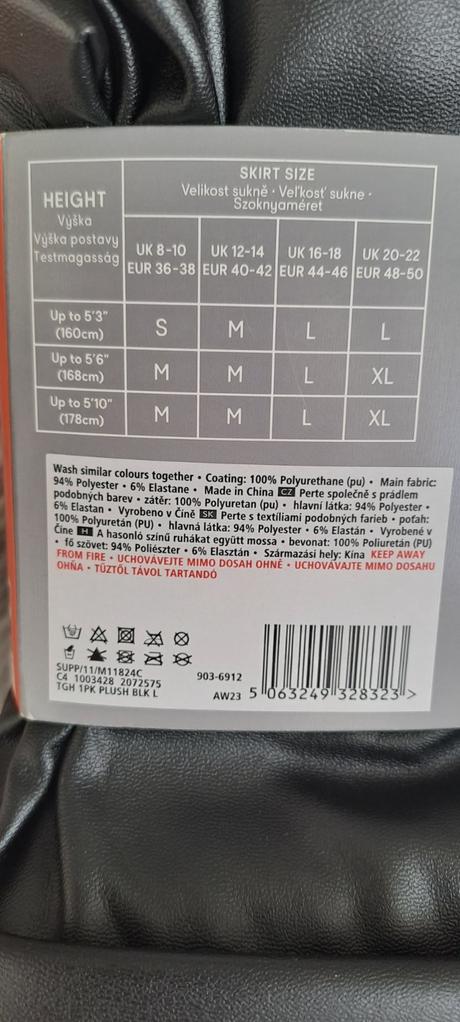 SKIRT SIZE
Velikost sukně · Veľkosť sukne ·
Szoknyaméret
HEIGHT
Výška
Výška postavy
Testmagasság
UK 8-10 UK 12-14 UK 16-18 UK 20-22
EUR 36-38 EUR 40-42 EUR 44-46 EUR 48-50
Up to 5'3"
(160cm) S M L L
Up to 5'6"
(168cm) M M L XL
Up to 5'10"
(178cm) M M L XL
Wash similar colours together • Coating: 100% Polyurethane (pu) • Main fabric:
94% Polyester • 6% Elastane • Made in China CZ Perte společně s prádlem
podobných barev • zátěr: 100% Polyuretan (pu) • hlavní látka: 94% Polyester •
6% Elastan • Vyrobeno v Číně SK Perte s textíliami podobných farieb • poťah:
100% Polyuretán (PU) • hlavná látka: 94% Polyester • 6% Elastán • Vyrobené v
Číne H A hasonló színű ruhákat együtt mossa • bevonat: 100% Poliuretán (PU)
• fő szövet: 94% Poliészter • 6% Elasztán • Származási hely: Kína KEEP AWAY
FROM FIRE • UCHOVÁVEJTE MIMO DOSAH OHNĚ • UCHOVÁVAJTE MIMO DOSAHU
OHŇA • TŰZTŐL TÁVOL TARTANDÓ
SUPP/11/M11824C
C4 1003428 2072575 903-6912
TGH 1PK PLUSH BLK L AW23
5 063249 328323 >